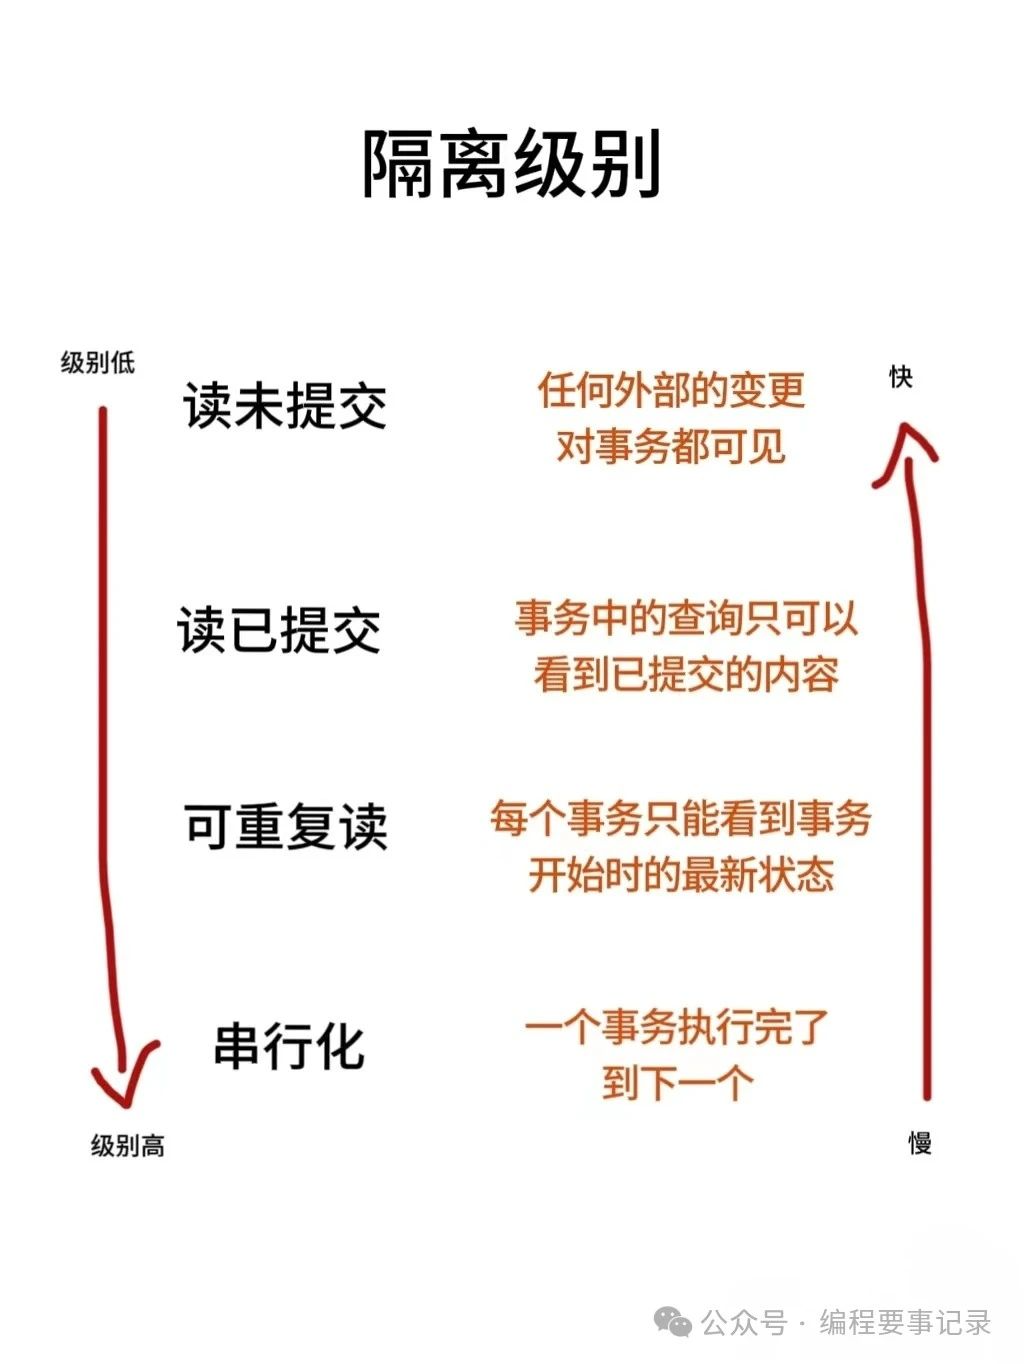 隔离级别
级别低
读未提交
任何外部的变更
对事务都可见
快
读已提交
事务中的查询只可以
看到已提交的内容
可重复读
每个事务只能看到事务
开始时的最新状态
串行化
一个事务执行完了
到下一个
级别高
慢
公众号 · 编程要事记录